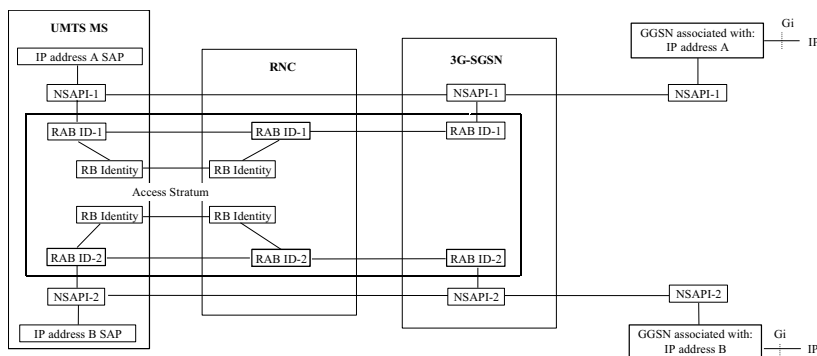 UMTS MS
IP address A SAP
RNC
3G-SGSN
GGSN associated with:
IP address A
Gi
IP
NSAPI-1
NSAPI-1
NSAPI-1
RAB ID-1
RAB ID-1
RAB ID-1
RB Identity
RB Identity
Access Stratum
RB Identity
RB Identity
RAB ID-2
RAB ID-2
RAB ID-2
NSAPI-2
NSAPI-2
NSAPI-2
IP address B SAP
GGSN associated with:
IP address B
Gi
IP